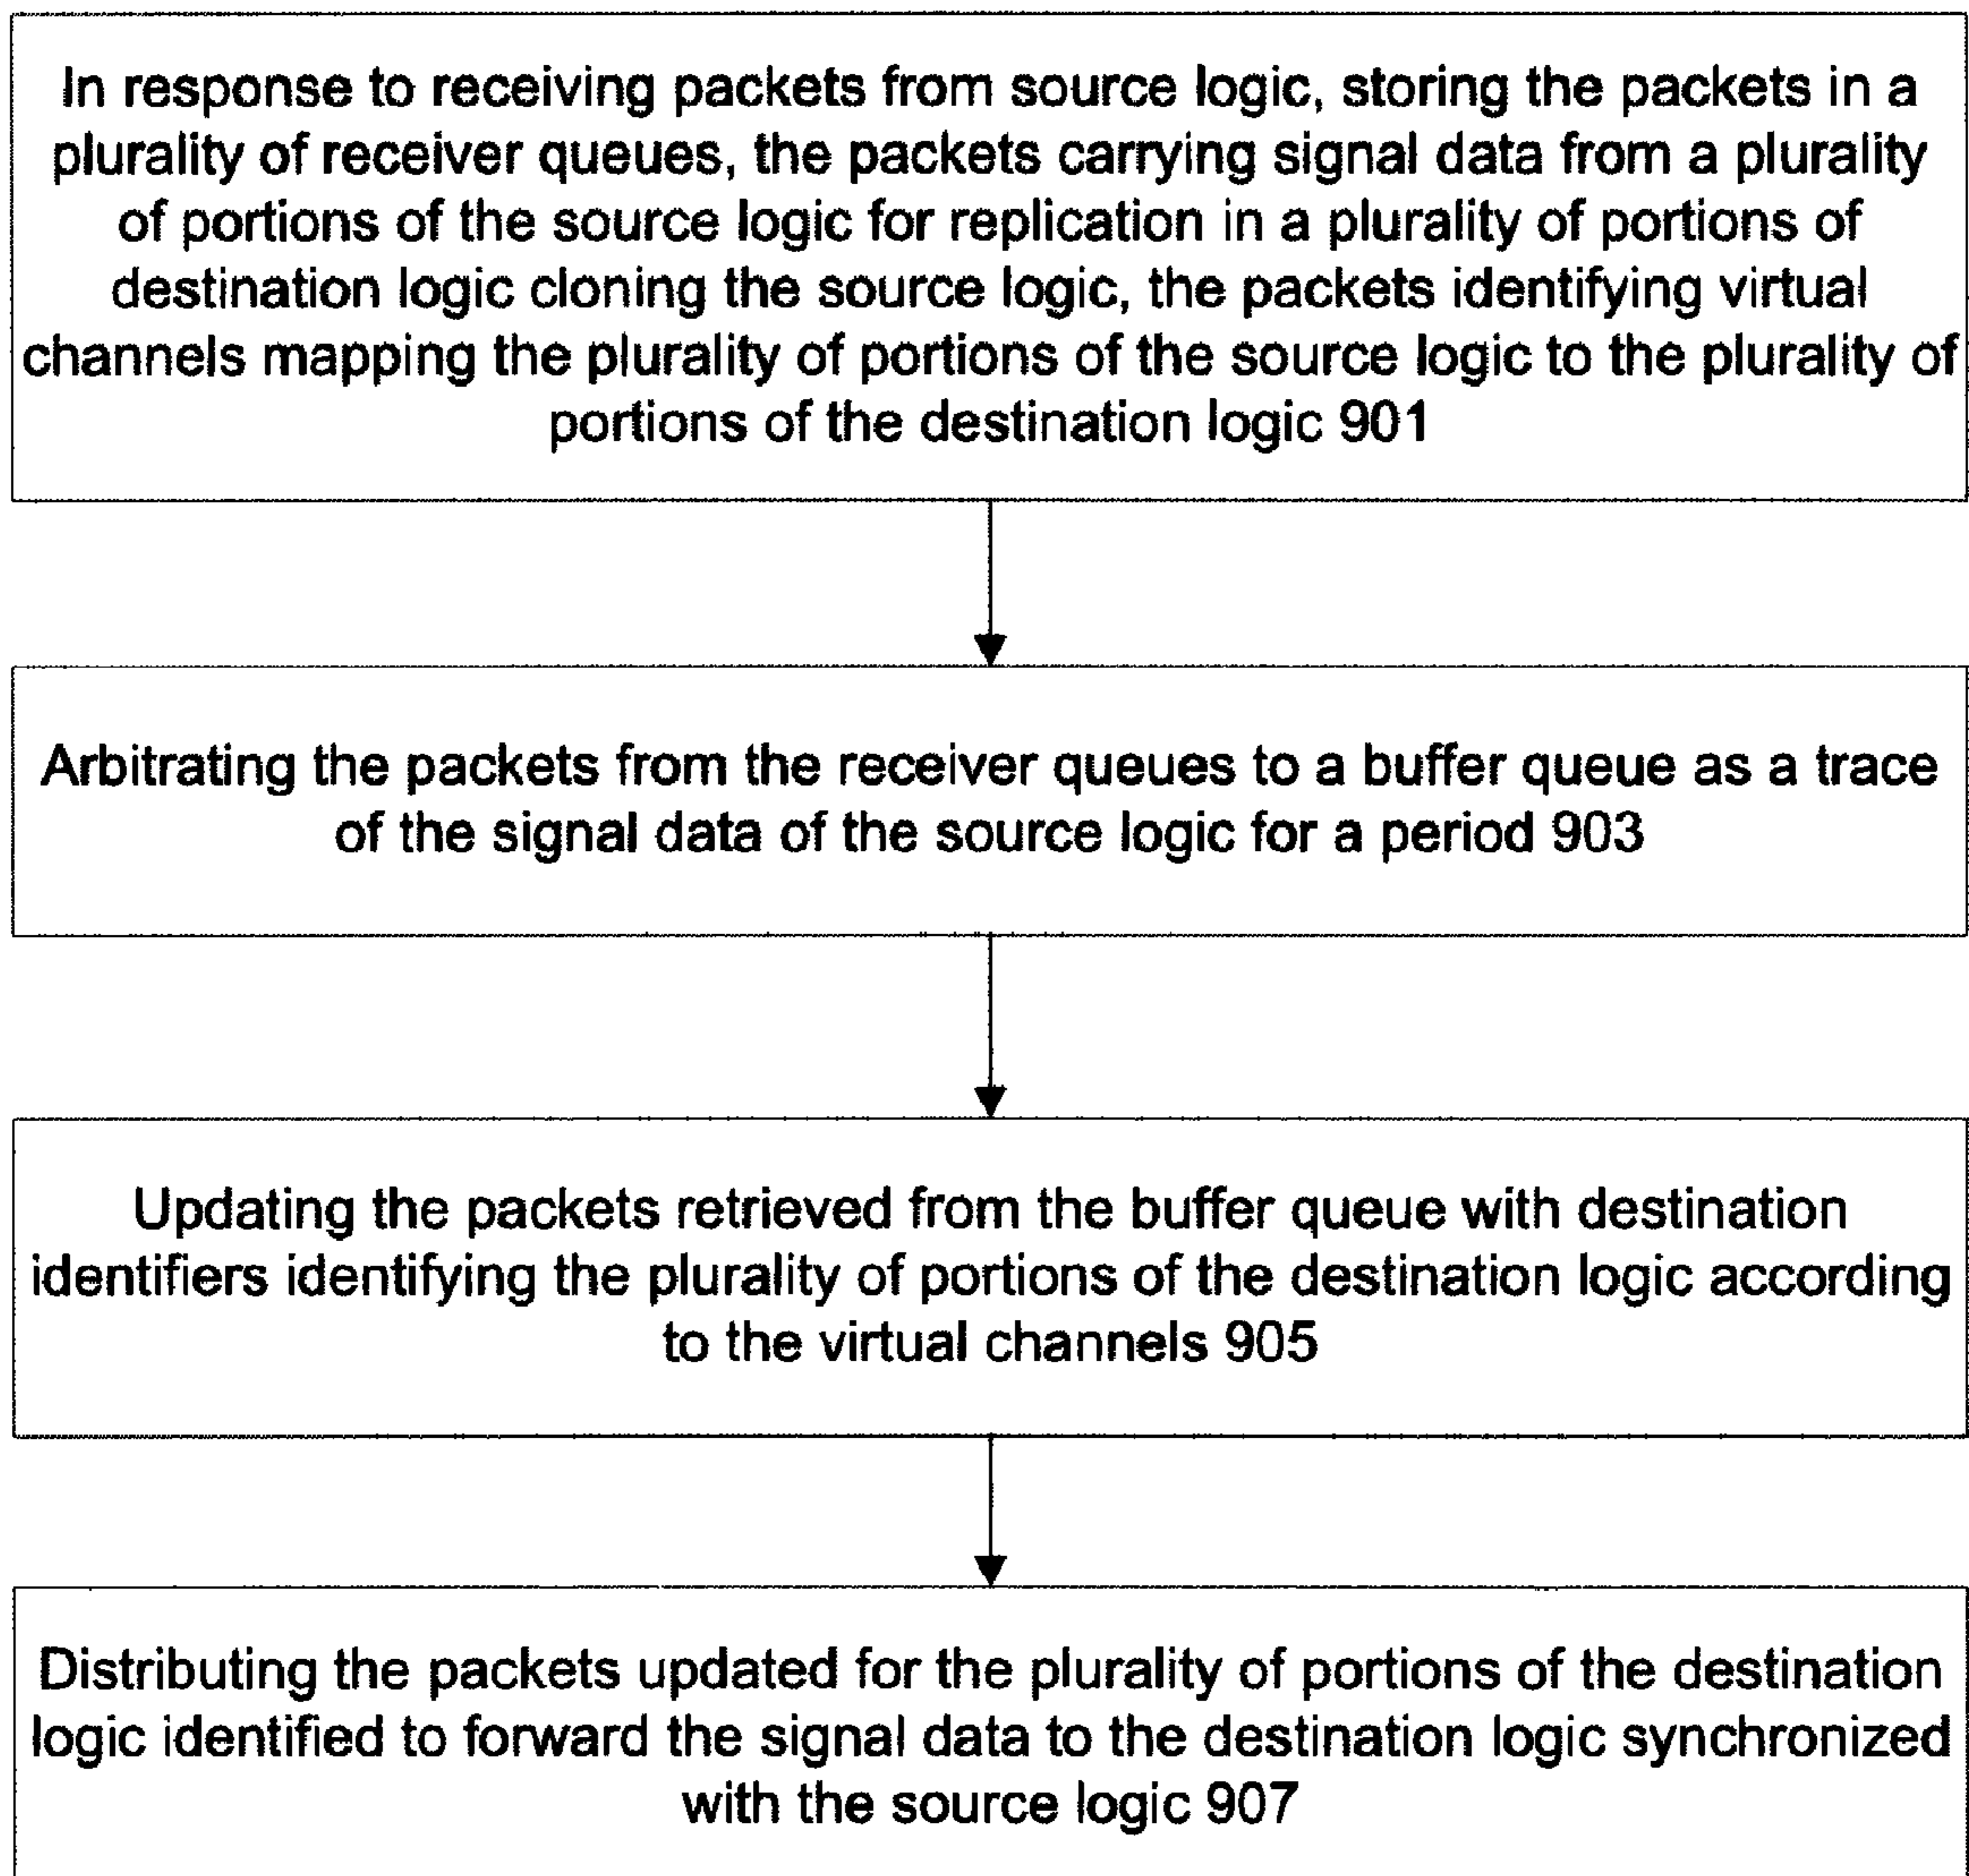 In response to receiving packets from source logic, storing the packets in a
plurality of receiver queues, the packets carrying signal data from a plurality
of portions of the source logic for replication in a plurality of portions of
destination logic cloning the source logic, the packets identifying virtual
channels mapping the plurality of portions of the source logic to the plurality of
portions of the destination logic 901
Arbitrating the packets from the receiver queues to a buffer queue as a trace
of the signal data of the source logic for a period 903
Updating the packets retrieved from the buffer queue with destination
identifiers identifying the plurality of portions of the destination logic according
to the virtual channels 905
Distributing the packets updated for the plurality of portions of the destination
logic identified to forward the signal data to the destination logic synchronized
with the source logic 907